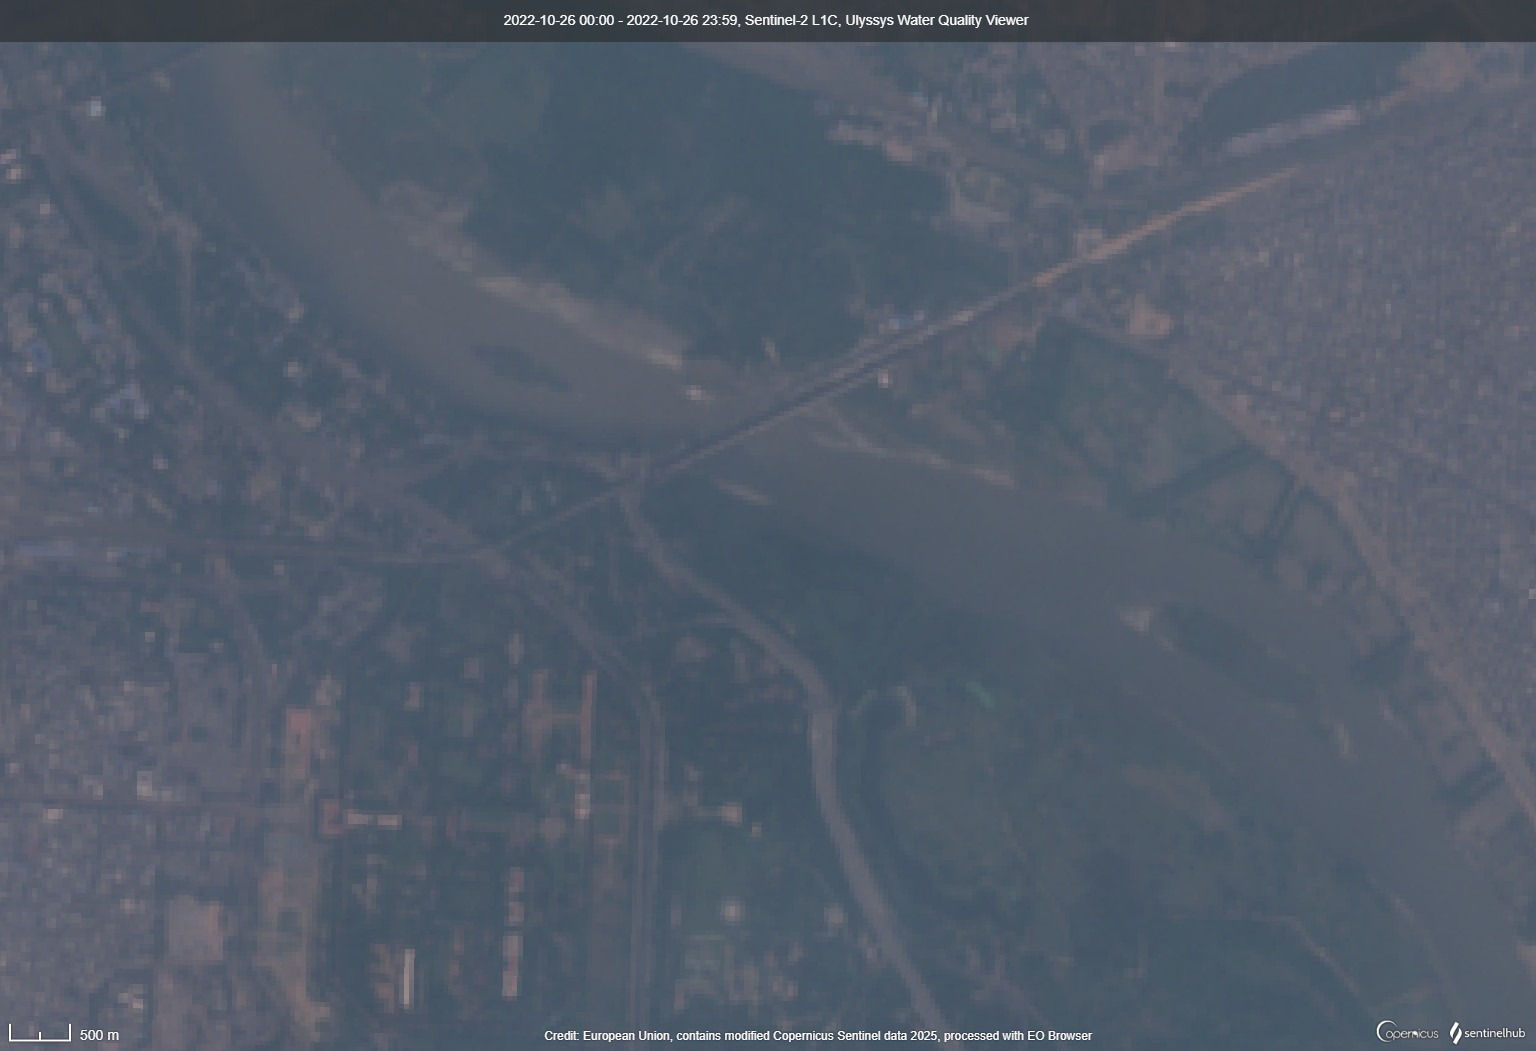 2022-10-26 00:00 - 2022-10-26 23:59, Sentinel-2 L1C, Ulyssys Water Quality Viewer
500 m
Credit: European Union, contains modified Copernicus Sentinel data 2025, processed with EO Browser
Copernicus
sentinelhub